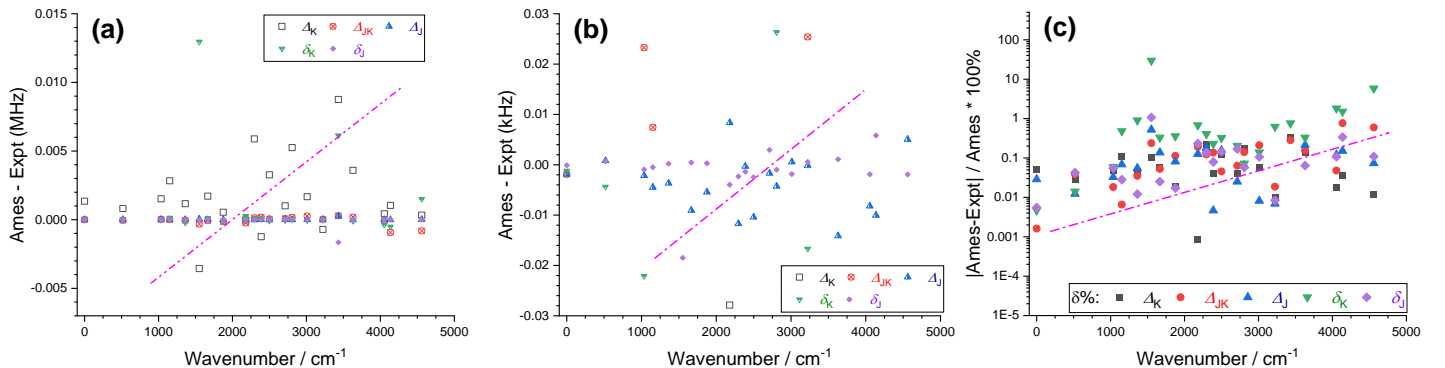 (a)
Δ_K Δ_JK Δ_J
δ_K δ_J
0.015
0.010
0.005
0.000
-0.005
Ames - Expt (MHz)
0 1000 2000 3000 4000 5000
Wavenumber / cm⁻¹
(b)
0.03
0.02
0.01
-0.00
-0.01
-0.02
-0.03
Ames - Expt (kHz)
Δ_K Δ_JK Δ_J
δ_K δ_J
0 1000 2000 3000 4000 5000
Wavenumber / cm⁻¹
(c)
100
10
1
0.1
0.01
0.001
1E-4
1E-5
|Ames-Expt| / Ames * 100%
δ%: Δ_K Δ_JK Δ_J δ_K δ_J
0 1000 2000 3000 4000 5000
Wavenumber / cm⁻¹